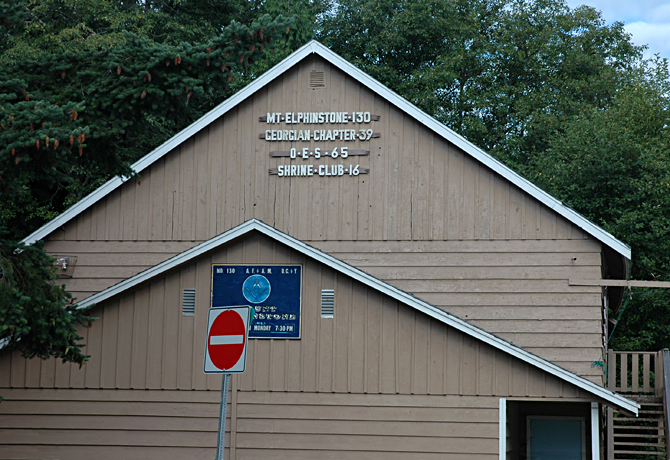 MT-ELPHINSTONE-130
GEORGIAN-CHAPTER-39
O-E-S-65
SHRINE-CLUB-16
NO 130 A.F.&A.M. B.C.&Y
MONDAY 7-30 PM